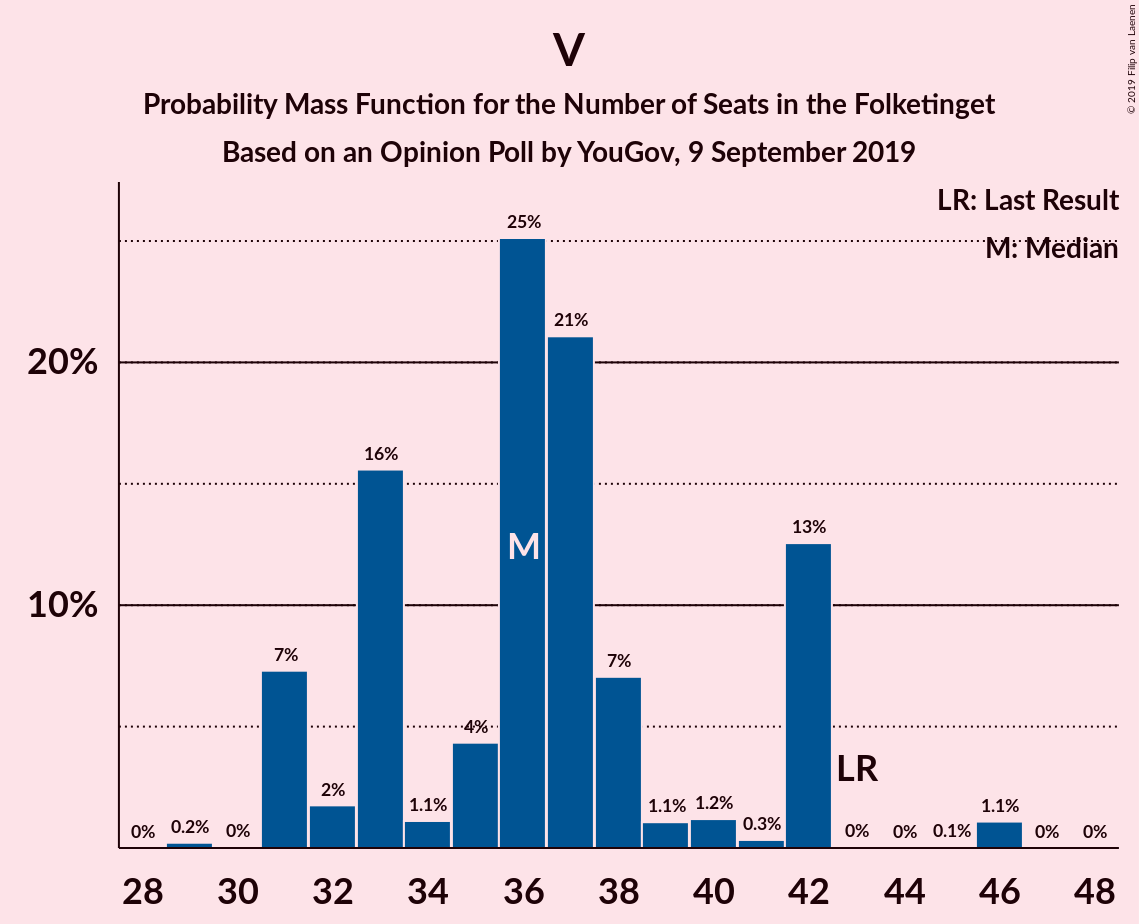 © 2019 Filip van Laenen
V
Probability Mass Function for the Number of Seats in the Folketinget
Based on an Opinion Poll by YouGov, 9 September 2019
LR: Last Result
M: Median
20%
10%
0%
0.2%
0%
7%
2%
16%
1.1%
4%
25%
M
21%
7%
1.1%
1.2%
0.3%
13%
LR
0%
0%
0.1%
1.1%
0%
0%
28 30 32 34 36 38 40 42 44 46 48